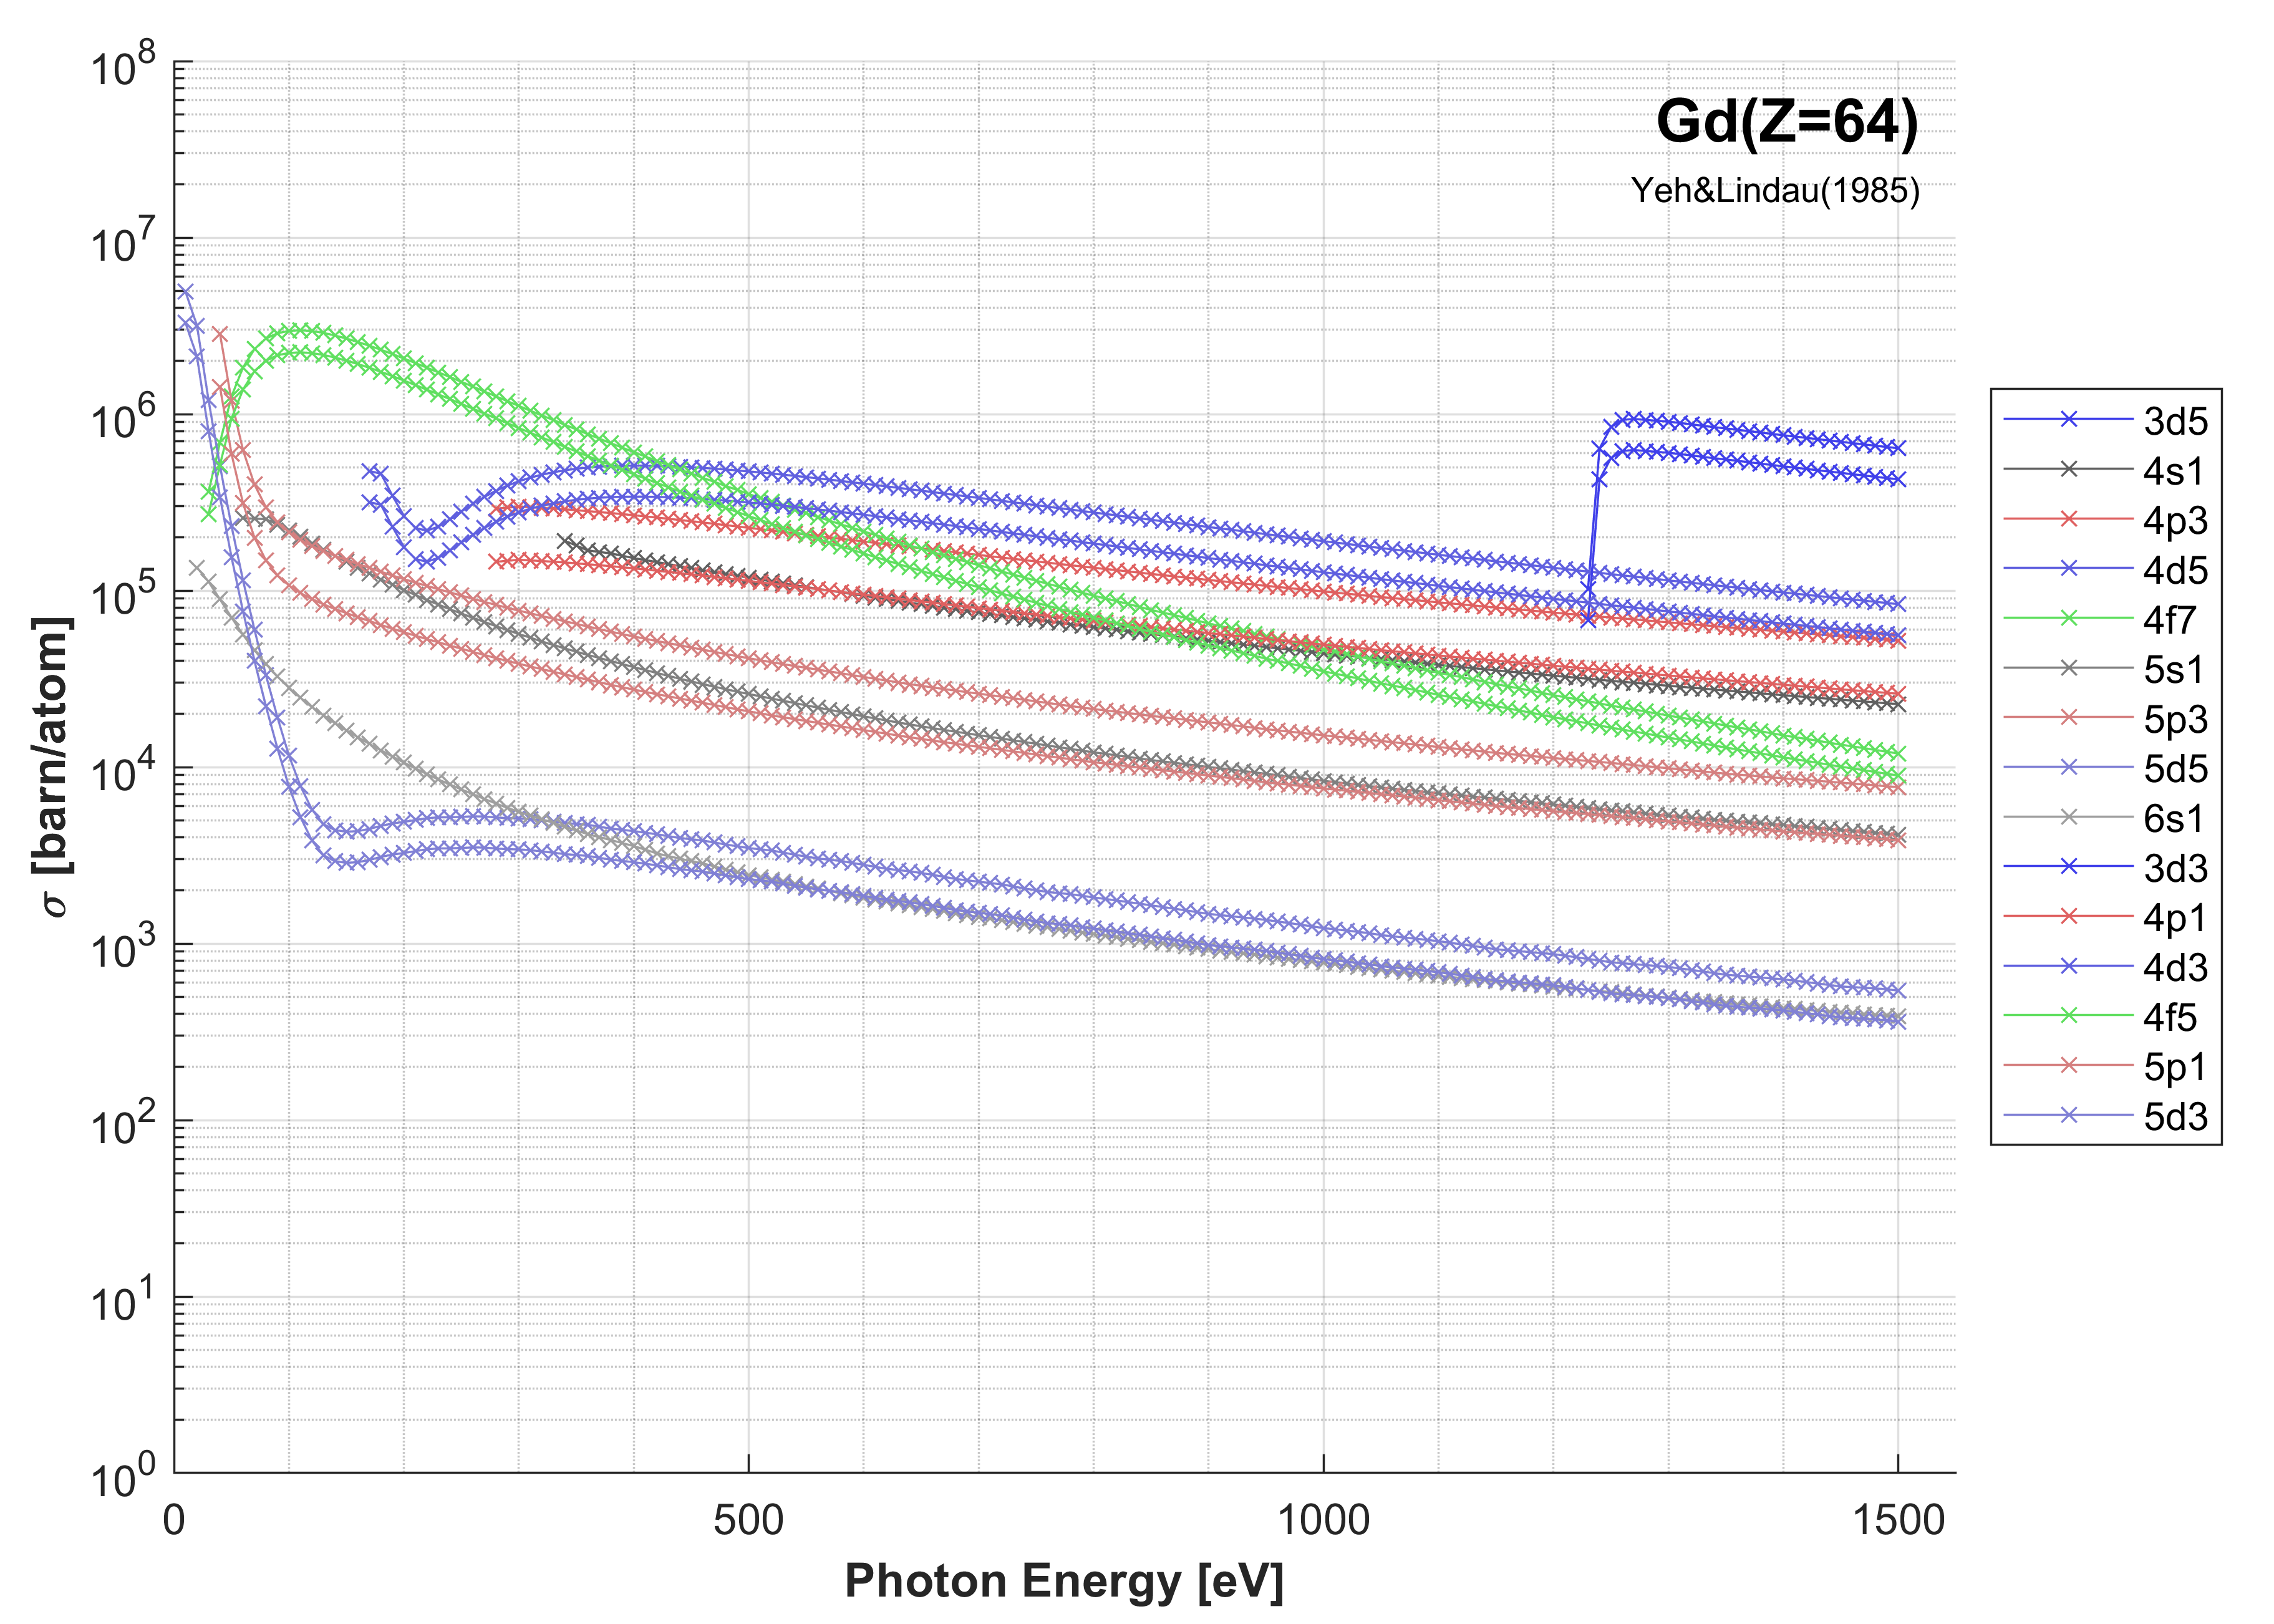 Gd(Z=64)
Yeh&Lindau(1985)
σ [barn/atom]
10^8
10^7
10^6
10^5
10^4
10^3
10^2
10^1
10^0
0 500 1000 1500
Photon Energy [eV]
3d5
4s1
4p3
4d5
4f7
5s1
5p3
5d5
6s1
3d3
4p1
4d3
4f5
5p1
5d3